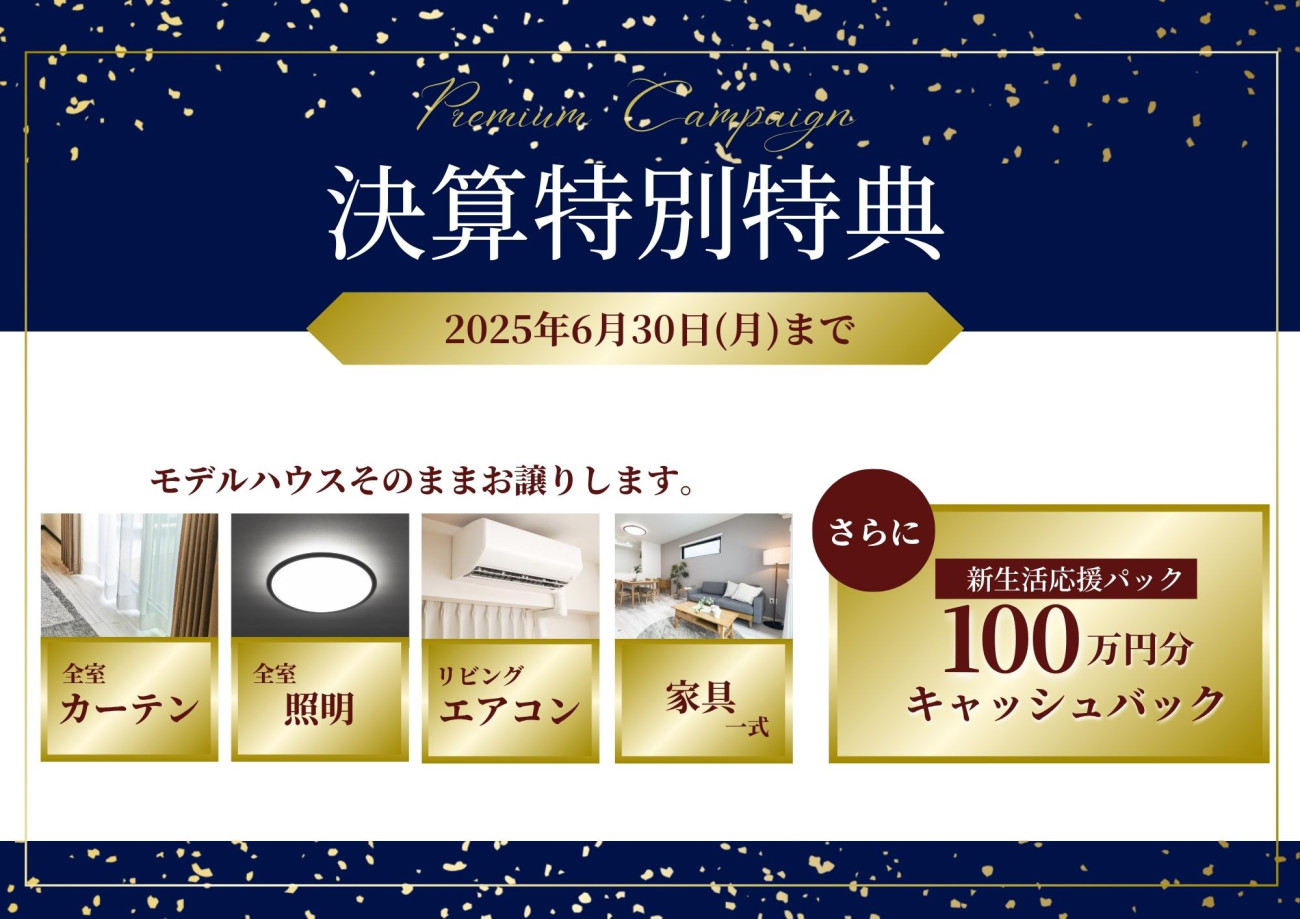 Premium Campaign
決算特別特典
2025年6月30日(月)まで
モデルハウスそのままお譲りします。
全室
カーテン
全室
照明
リビング
エアコン
家具
一式
さらに
新生活応援パック
100万円分
キャッシュバック